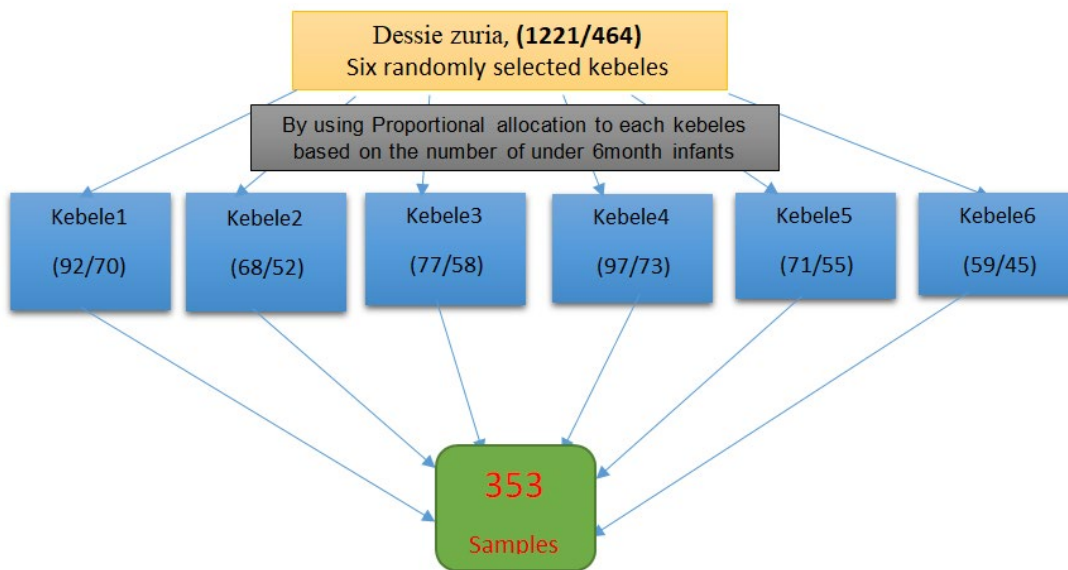 Dessie zuria, (1221/464)
Six randomly selected kebeles
By using Proportional allocation to each kebeles
based on the number of under 6month infants
Kebele1
(92/70)
Kebele2
(68/52)
Kebele3
(77/58)
Kebele4
(97/73)
Kebele5
(71/55)
Kebele6
(59/45)
353
Samples